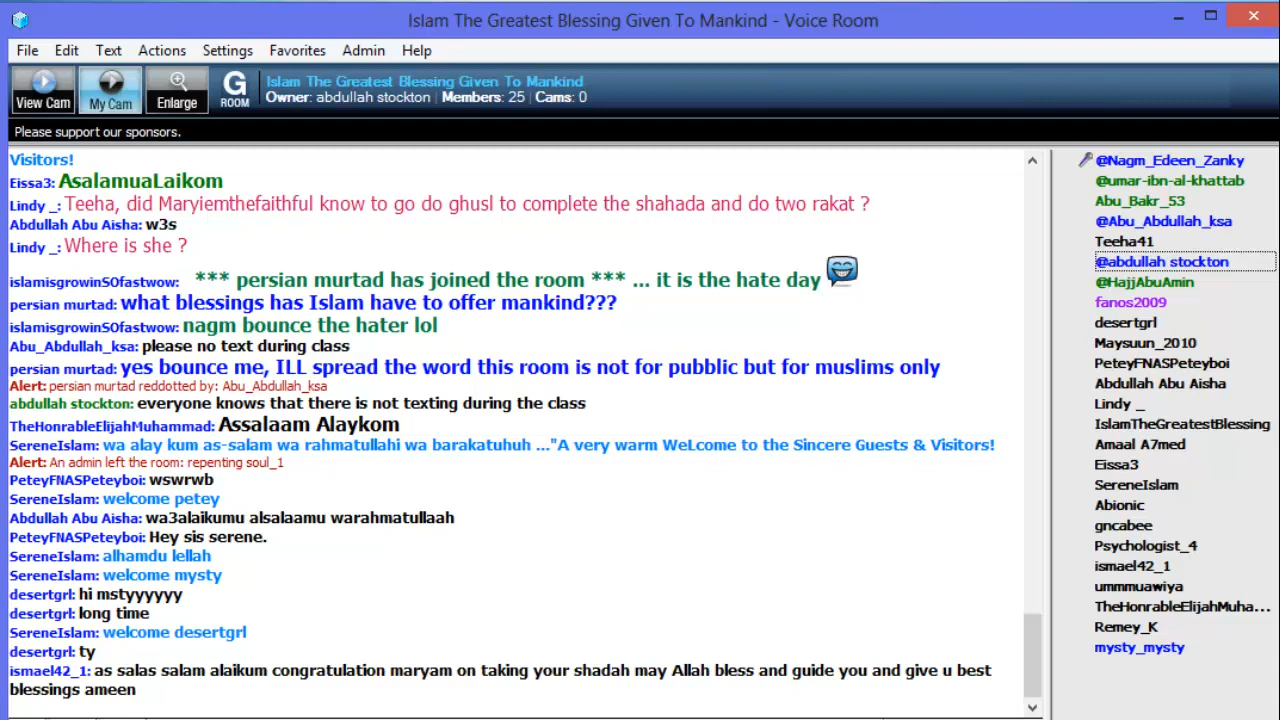 Islam The Greatest Blessing Given To Mankind - Voice Room
File Edit Text Actions Settings Favorites Admin Help
View Cam
My Cam
Enlarge
G ROOM
Islam The Greatest Blessing Given To Mankind
Owner: abdullah stockton | Members: 25 | Cams: 0
Please support our sponsors.
Visitors!
Eissa3: AsalamuaLaikom
Lindy _: Teeha, did Maryiemthefaithful know to go do ghusl to complete the shahada and do two rakat ?
Abdullah Abu Aisha: w3s
Lindy _: Where is she ?
islamisgrowinSOfastwow: *** persian murtad has joined the room *** ... it is the hate day
persian murtad: what blessings has Islam have to offer mankind???
islamisgrowinSOfastwow: nagm bounce the hater lol
Abu_Abdullah_ksa: please no text during class
persian murtad: yes bounce me, ILL spread the word this room is not for pubblic but for muslims only
Alert: persian murtad reddotted by: Abu_Abdullah_ksa
abdullah stockton: everyone knows that there is not texting during the class
TheHonrableElijahMuhammad: Assalaam Alaykom
SereneIslam: wa alay kum as-salam wa rahmatullahi wa barakatuhuh ..."A very warm WeLcome to the Sincere Guests & Visitors!
Alert: An admin left the room: repenting soul_1
PeteyFNASPeteyboi: wswrwb
SereneIslam: welcome petey
Abdullah Abu Aisha: wa3alaikumu alsalaamu warahmatullaah
PeteyFNASPeteyboi: Hey sis serene.
SereneIslam: alhamdu lellah
SereneIslam: welcome mysty
desertgrl: hi mstyyyyyy
desertgrl: long time
SereneIslam: welcome desertgrl
desertgrl: ty
ismael42_1: as salas salam alaikum congratulation maryam on taking your shadah may Allah bless and guide you and give u best
blessings ameen
@Nagm_Edeen_Zanky
@umar-ibn-al-khattab
Abu_Bakr_53
@Abu_Abdullah_ksa
Teeha41
@abdullah stockton
@HajjAbuAmin
fanos2009
desertgrl
Maysuun_2010
PeteyFNASPeteyboi
Abdullah Abu Aisha
Lindy _
IslamTheGreatestBlessing
Amaal A7med
Eissa3
SereneIslam
Abionic
gncabee
Psychologist_4
ismael42_1
ummmuawiya
TheHonrableElijahMuha...
Remey_K
mysty_mysty